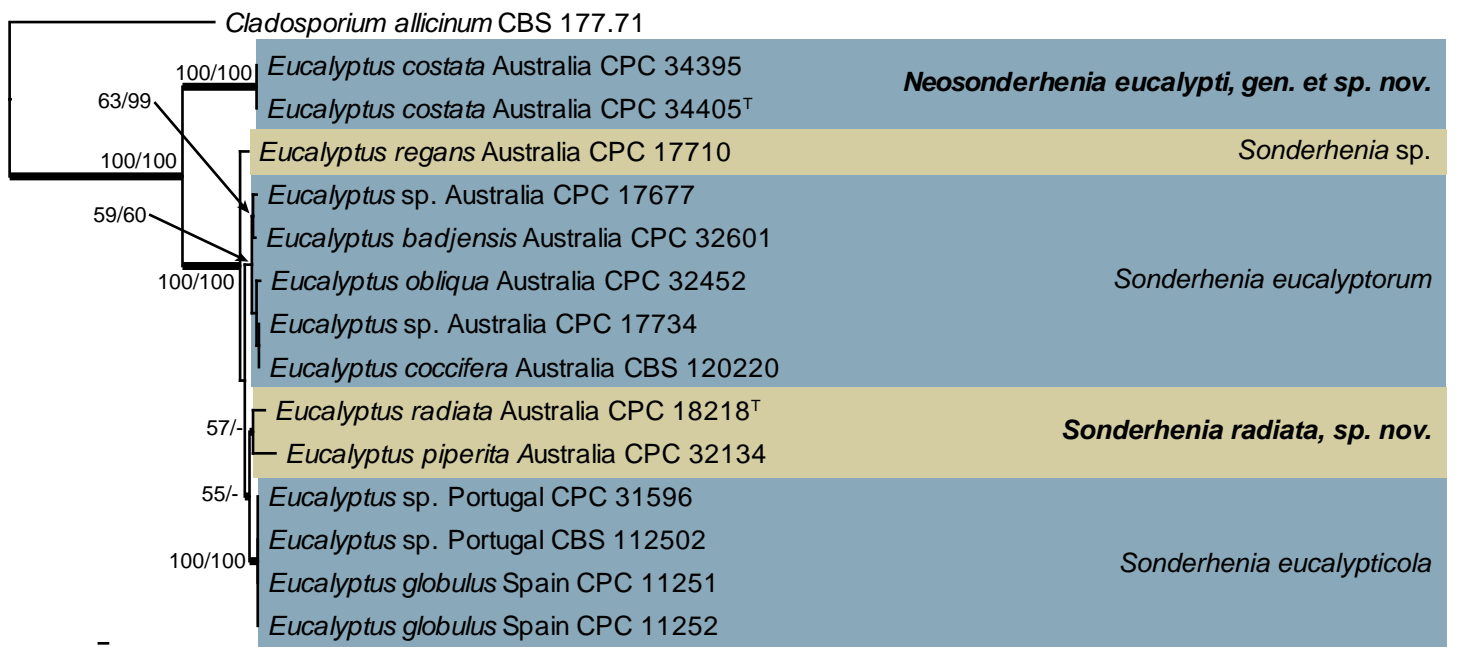 Cladosporium allicinum CBS 177.71
100/100
Eucalyptus costata Australia CPC 34395
Neosonderhenia eucalypti, gen. et sp. nov.
63/99
Eucalyptus costata Australia CPC 34405ᵀ
100/100
Eucalyptus regans Australia CPC 17710
Sonderhenia sp.
Eucalyptus sp. Australia CPC 17677
59/60
Eucalyptus badjensis Australia CPC 32601
100/100
Eucalyptus obliqua Australia CPC 32452
Sonderhenia eucalyptorum
Eucalyptus sp. Australia CPC 17734
Eucalyptus coccifera Australia CBS 120220
Eucalyptus radiata Australia CPC 18218ᵀ
57/-
Sonderhenia radiata, sp. nov.
Eucalyptus piperita Australia CPC 32134
55/-
Eucalyptus sp. Portugal CPC 31596
Eucalyptus sp. Portugal CBS 112502
100/100
Sonderhenia eucalypticola
Eucalyptus globulus Spain CPC 11251
Eucalyptus globulus Spain CPC 11252